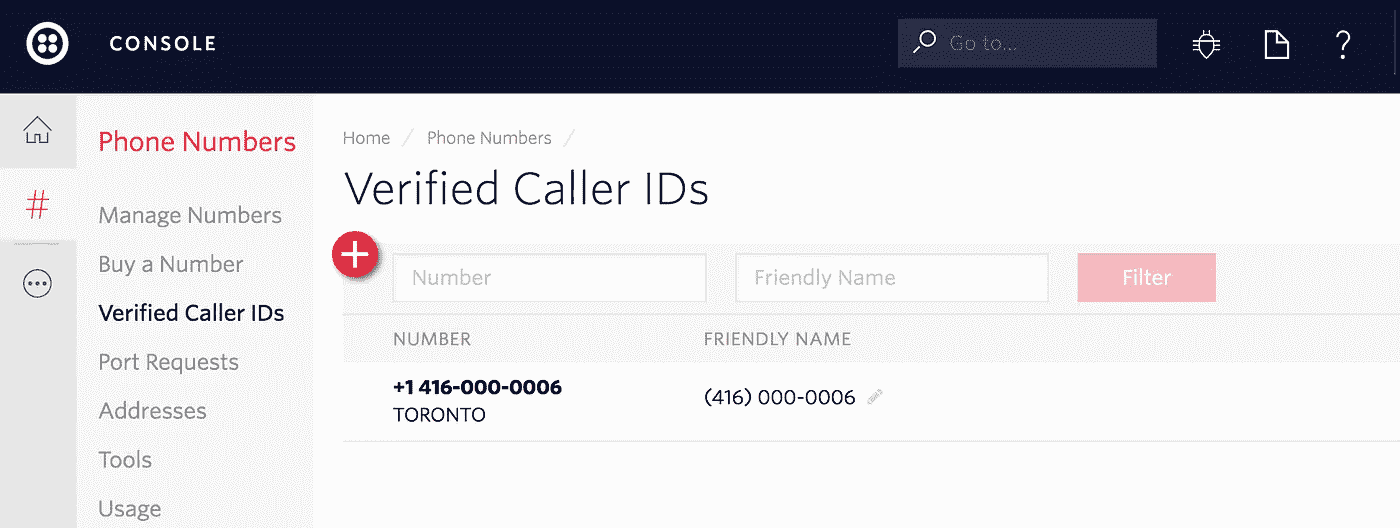 CONSOLE
Go to...
?
Phone Numbers
Manage Numbers
Buy a Number
Verified Caller IDs
Port Requests
Addresses
Tools
Usage
#
Home / Phone Numbers /
Verified Caller IDs
+
Number
Friendly Name
Filter
NUMBER
FRIENDLY NAME
+1 416-000-0006
TORONTO
(416) 000-0006